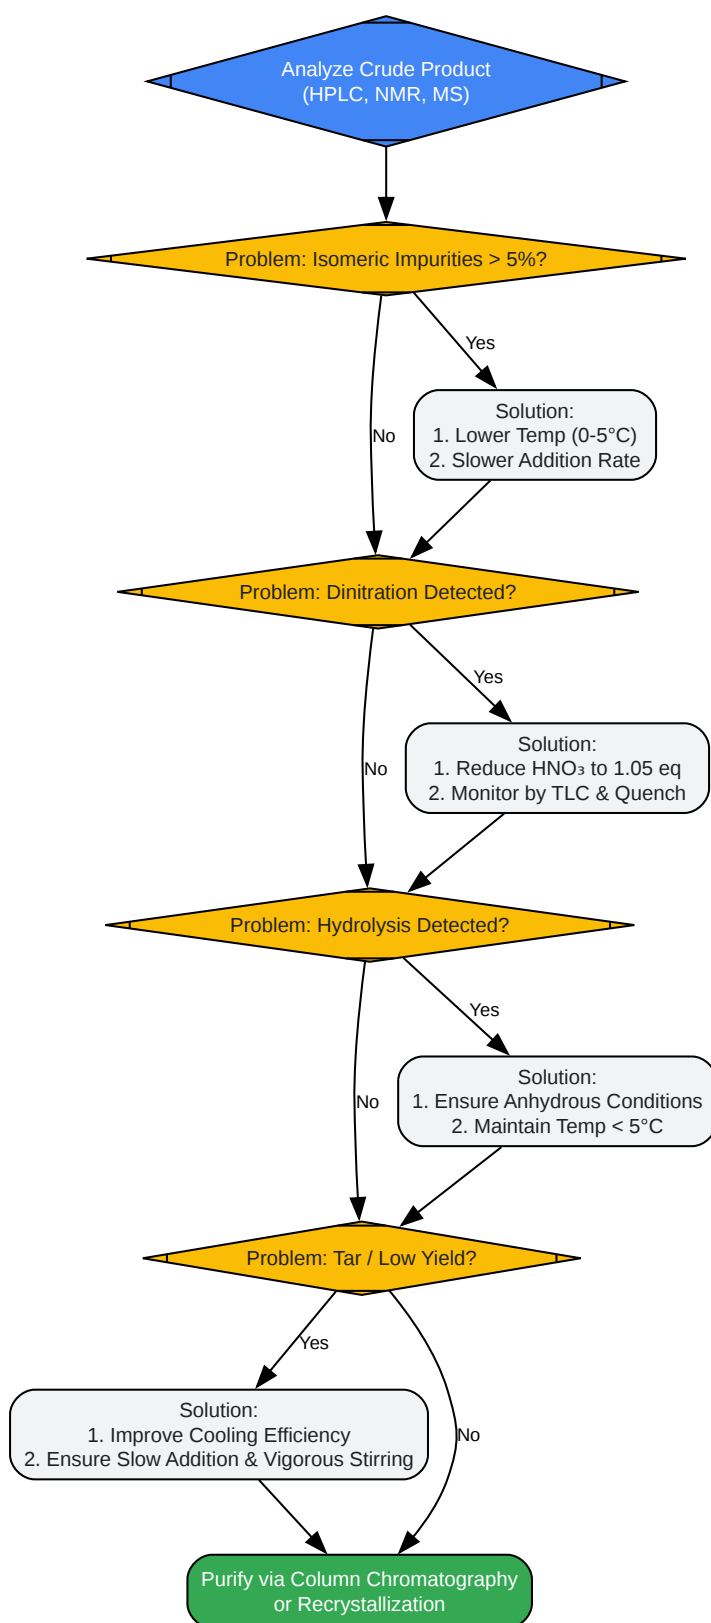 Analyze Crude Product
(HPLC, NMR, MS)
Problem: Isomeric Impurities > 5%?
Yes
No
Solution:
1. Lower Temp (0-5°C)
2. Slower Addition Rate
Problem: Dinitration Detected?
Yes
No
Solution:
1. Reduce HNO₃ to 1.05 eq
2. Monitor by TLC & Quench
Problem: Hydrolysis Detected?
Yes
No
Solution:
1. Ensure Anhydrous Conditions
2. Maintain Temp < 5°C
Problem: Tar / Low Yield?
Yes
No
Solution:
1. Improve Cooling Efficiency
2. Ensure Slow Addition & Vigorous Stirring
Purify via Column Chromatography
or Recrystallization